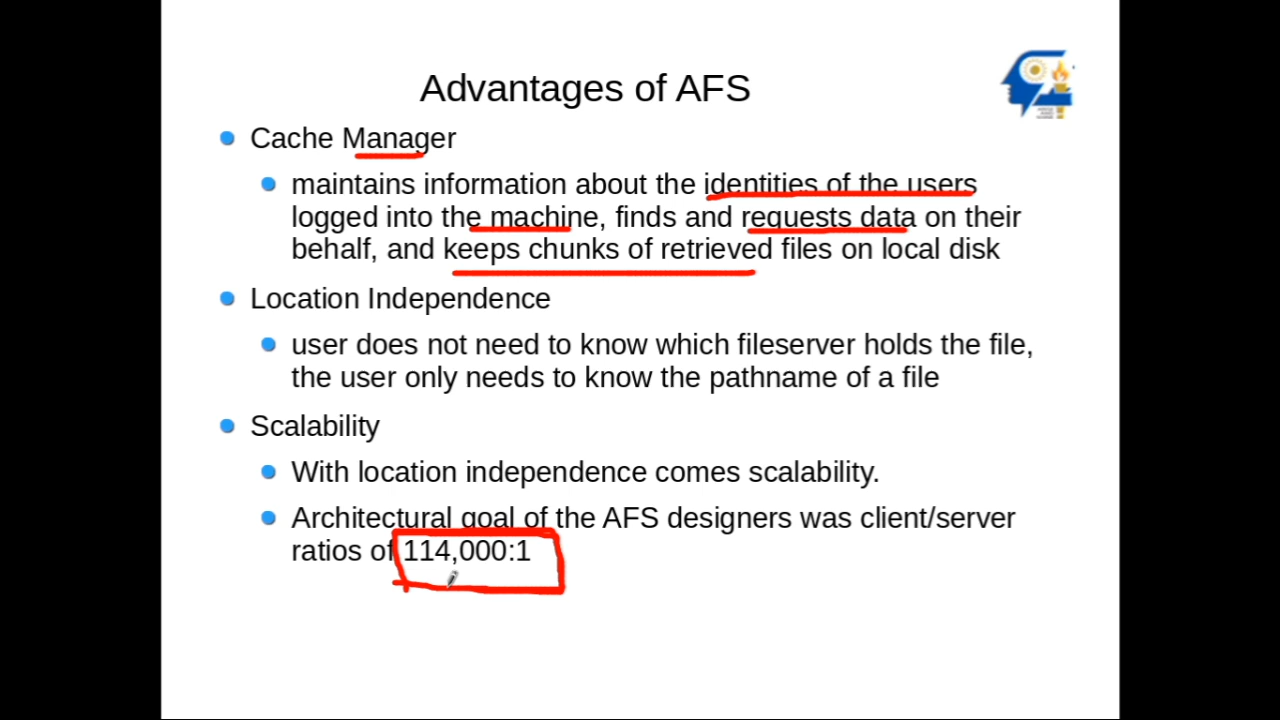 Advantages of AFS
Cache Manager
maintains information about the identities of the users
logged into the machine, finds and requests data on their
behalf, and keeps chunks of retrieved files on local disk
Location Independence
user does not need to know which fileserver holds the file,
the user only needs to know the pathname of a file
Scalability
With location independence comes scalability.
Architectural goal of the AFS designers was client/server
ratios of 114,000:1